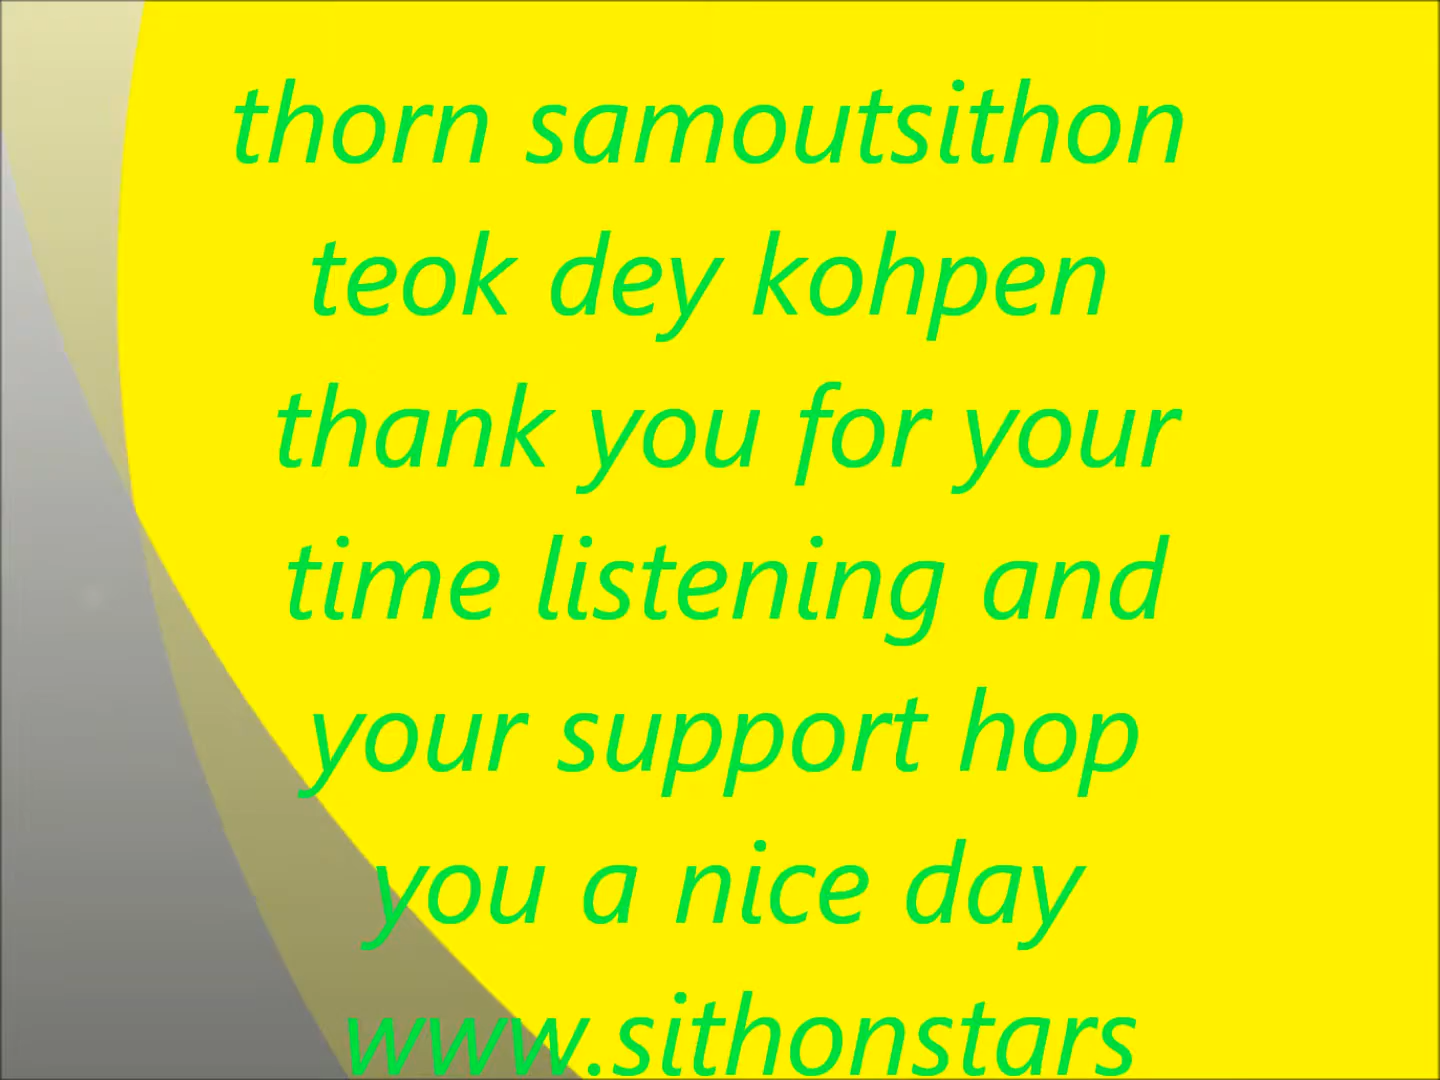 thorn samoutsithon
teok dey kohpen
thank you for your
time listening and
your support hop
you a nice day
www.sithonstars